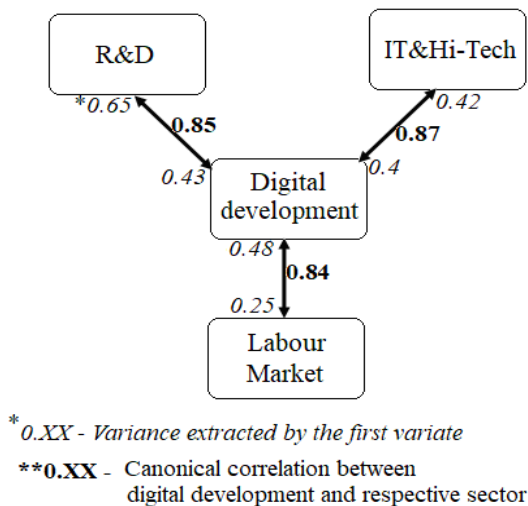 R&D
IT&Hi-Tech
*0.65
0.42
0.85
0.87
0.43
0.4
Digital
development
0.48
0.84
0.25
Labour
Market
*0.XX - Variance extracted by the first variate
**0.XX - Canonical correlation between
digital development and respective sector